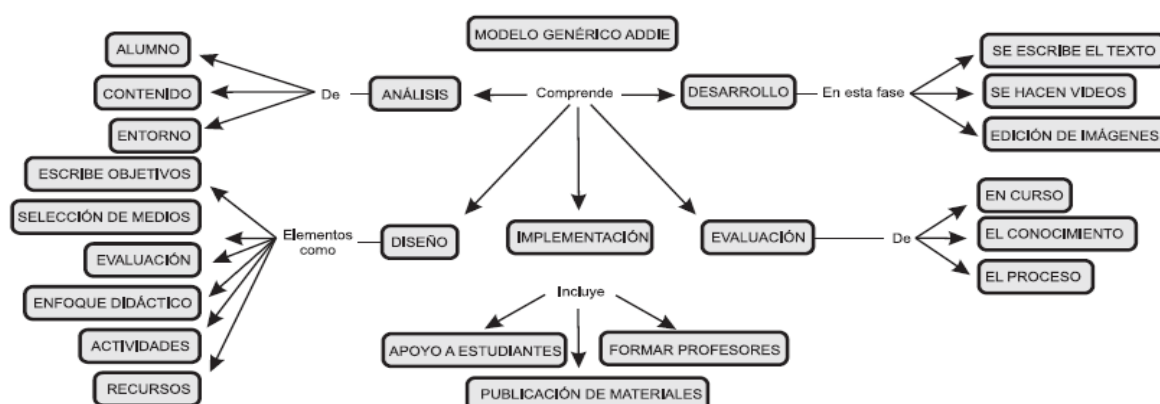 MODELO GENÉRICO ADDIE
Comprende
ANÁLISIS
De
ALUMNO
CONTENIDO
ENTORNO
DISEÑO
Elementos
como
ESCRIBE OBJETIVOS
SELECCIÓN DE MEDIOS
EVALUACIÓN
ENFOQUE DIDÁCTICO
ACTIVIDADES
RECURSOS
DESARROLLO
En esta fase
SE ESCRIBE EL TEXTO
SE HACEN VIDEOS
EDICIÓN DE IMÁGENES
IMPLEMENTACIÓN
Incluye
APOYO A ESTUDIANTES
PUBLICACIÓN DE MATERIALES
FORMAR PROFESORES
EVALUACIÓN
De
EN CURSO
EL CONOCIMIENTO
EL PROCESO